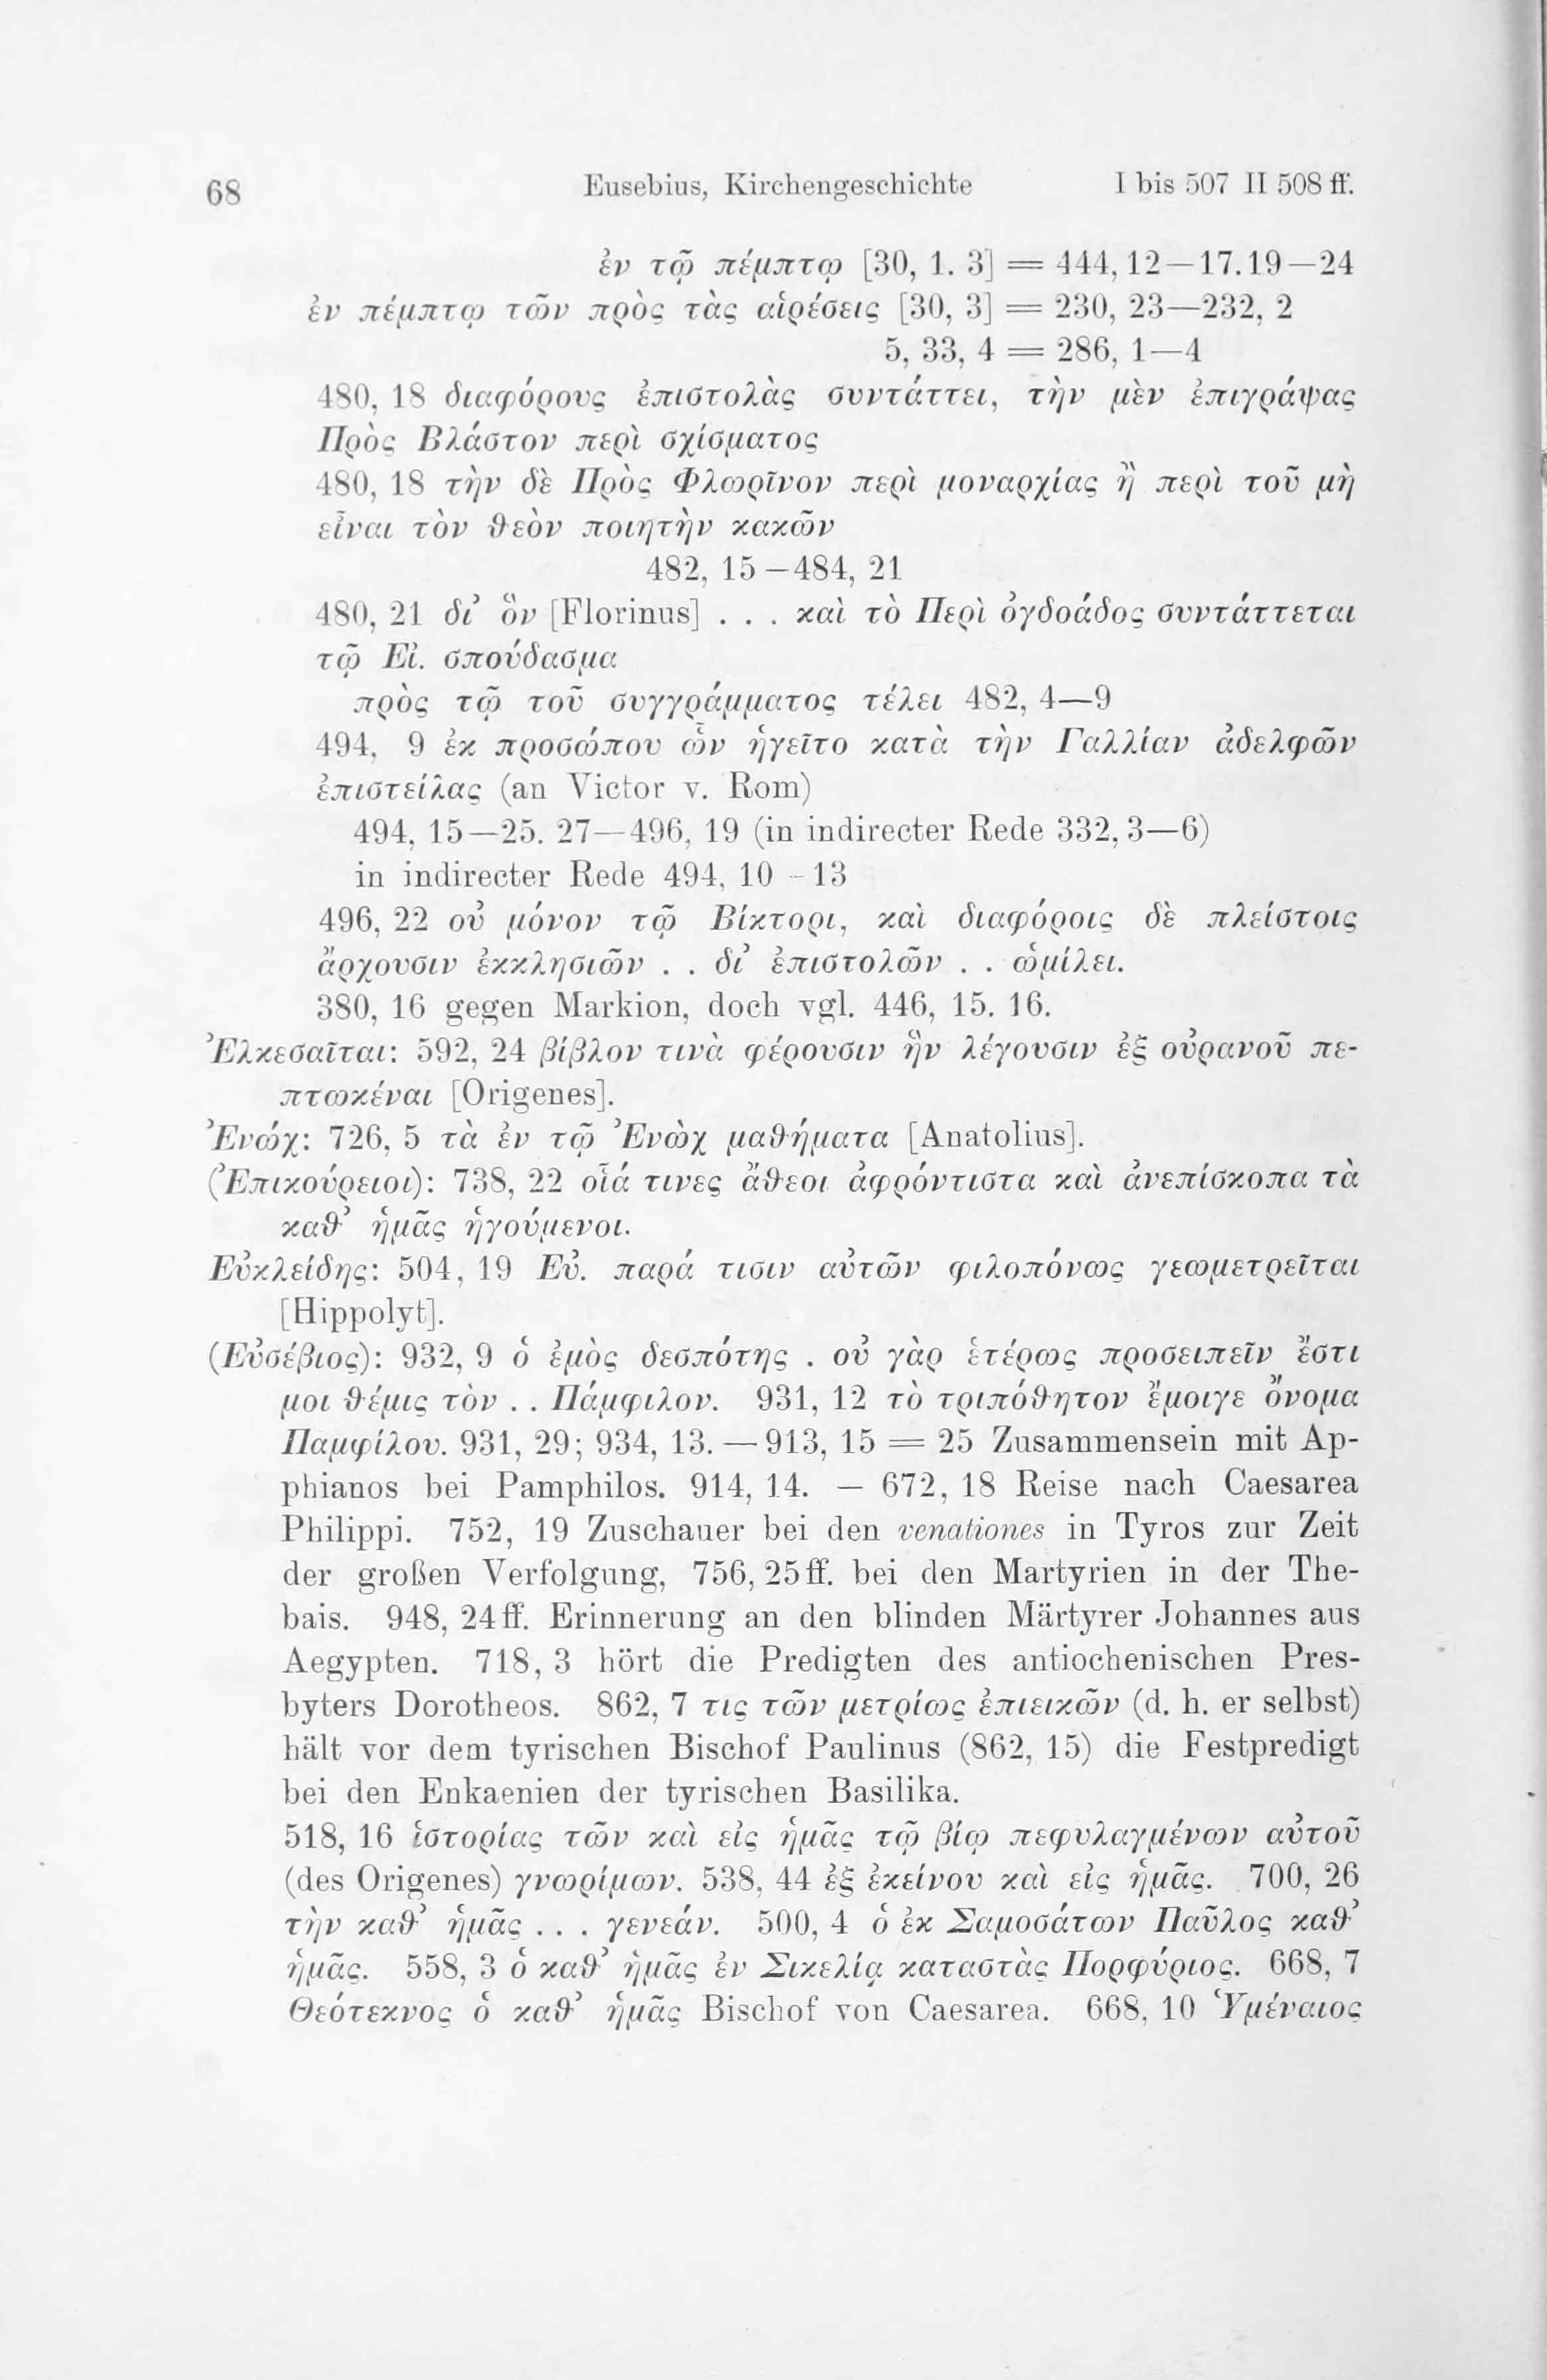 68 Eusebius, Kirchengeschichte I bis 507 II 508 ff.
ἐν τῷ πέμπτῳ [30, 1. 3] = 444, 12—17. 19—24
ἐν πέμπτῳ τῶν πρὸς τὰς αἱρέσεις [30, 3] = 230, 23—232, 2
5, 33, 4 = 286, 1—4
480, 18 διαφόρους ἐπιστολὰς συντάττει, τὴν μὲν ἐπιγράψας
Πρὸς Βλάστον περὶ σχίσματος
480, 18 τὴν δὲ Πρὸς Φλωρῖνον περὶ μοναρχίας ἢ περὶ τοῦ μὴ
εἶναι τὸν θεὸν ποιητὴν κακῶν
482, 15—484, 21
480, 21 δι᾽ ὃν [Florinus] . . . καὶ τὸ Περὶ ὀγδοάδος συντάττεται
τῷ Εἰ. σπούδασμα
πρὸς τῷ τοῦ συγγράμματος τέλει 482, 4—9
494, 9 ἐκ προσώπου ὧν ἡγεῖτο κατὰ τὴν Γαλλίαν ἀδελφῶν
ἐπιστείλας (an Victor v. Rom)
494, 15—25. 27—496, 19 (in indirecter Rede 332, 3—6)
in indirecter Rede 494, 10—13
496, 22 οὐ μόνον τῷ Βίκτορι, καὶ διαφόροις δὲ πλείστοις
ἄρχουσιν ἐκκλησιῶν . . δι᾽ ἐπιστολῶν . . ὡμίλει.
380, 16 gegen Markion, doch vgl. 446, 15. 16.
Ἐλκεσαῖται: 592, 24 βίβλον τινὰ φέρουσιν ἣν λέγουσιν ἐξ οὐρανοῦ πε-
πτωκέναι [Origenes].
Ἐνώχ: 726, 5 τὰ ἐν τῷ Ἐνὼχ μαθήματα [Anatolius].
(Ἐπικούρειοι): 738, 22 οἷά τινες ἄθεοι ἀφρόντιστα καὶ ἀνεπίσκοπα τὰ
καθ᾽ ἡμᾶς ἡγούμενοι.
Εὐκλείδης: 504, 19 Εὐ. παρά τισιν αὐτῶν φιλοπόνως γεωμετρεῖται
[Hippolyt].
(Εὐσέβιος): 932, 9 ὁ ἐμὸς δεσπότης . οὐ γὰρ ἑτέρως προσειπεῖν ἔστι
μοι θέμις τὸν . . Πάμφιλον. 931, 12 τὸ τριπόθητον ἔμοιγε ὄνομα
Παμφίλου. 931, 29; 934, 13. — 913, 15 = 25 Zusammensein mit Ap-
phianos bei Pamphilos. 914, 14. — 672, 18 Reise nach Caesarea
Philippi. 752, 19 Zuschauer bei den venationes in Tyros zur Zeit
der großen Verfolgung, 756, 25 ff. bei den Martyrien in der The-
bais. 948, 24 ff. Erinnerung an den blinden Märtyrer Johannes aus
Aegypten. 718, 3 hört die Predigten des antiochenischen Pres-
byters Dorotheos. 862, 7 τις τῶν μετρίως ἐπιεικῶν (d. h. er selbst)
hält vor dem tyrischen Bischof Paulinus (862, 15) die Festpredigt
bei den Enkaenien der tyrischen Basilika.
518, 16 ἱστορίας τῶν καὶ εἰς ἡμᾶς τῷ βίῳ πεφυλαγμένων αὐτοῦ
(des Origenes) γνωρίμων. 538, 44 ἐξ ἐκείνου καὶ εἰς ἡμᾶς. 700, 26
τὴν καθ᾽ ἡμᾶς . . . γενεάν. 500, 4 ὁ ἐκ Σαμοσάτων Παῦλος καθ᾽
ἡμᾶς. 558, 3 ὁ καθ᾽ ἡμᾶς ἐν Σικελίᾳ καταστὰς Πορφύριος. 668, 7
Θεότεκνος ὁ καθ᾽ ἡμᾶς Bischof von Caesarea. 668, 10 Ὑμέναιος